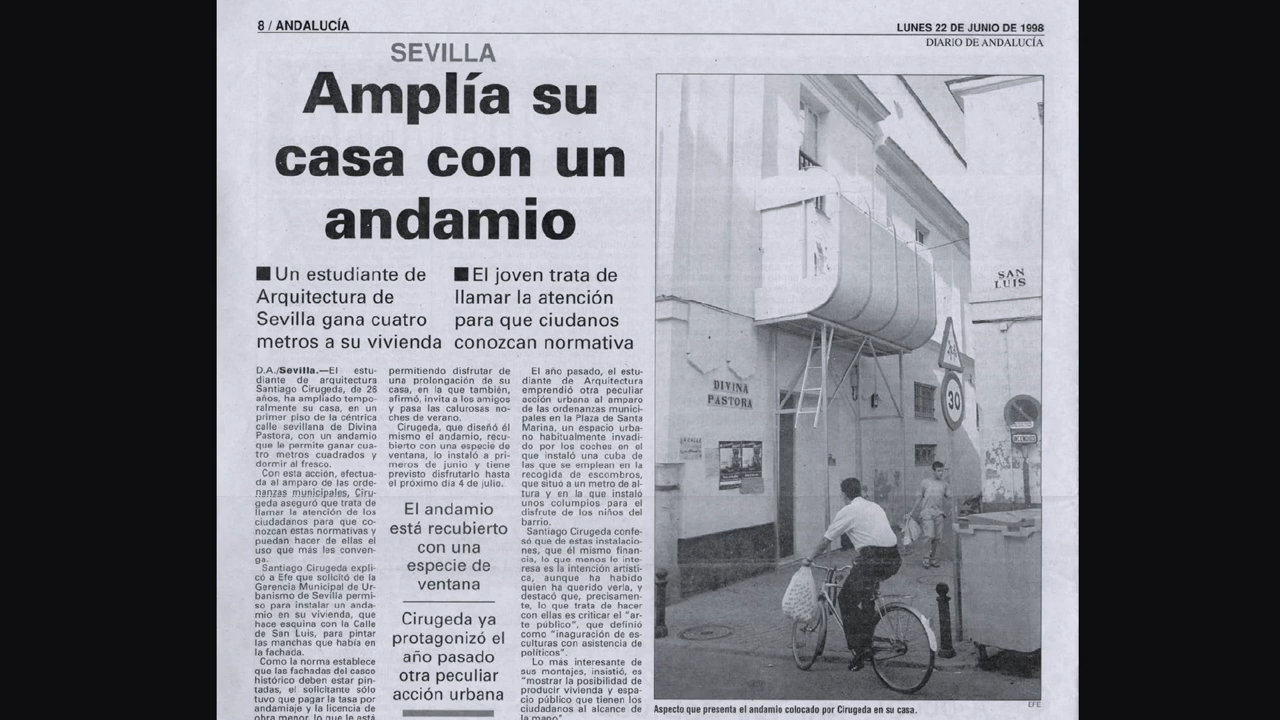 8 / ANDALUCÍA
LUNES 22 DE JUNIO DE 1998
DIARIO DE ANDALUCÍA
SEVILLA
Amplía su
casa con un
andamio
Un estudiante de
Arquitectura de
Sevilla gana cuatro
metros a su vivienda
El joven trata de
llamar la atención
para que ciudanos
conozcan normativa
D.A./Sevilla.—El estu-
diante de arquitectura
Santiago Cirugeda, de 26
años, ha ampliado tempo-
ralmente su casa, en un
primer piso de la céntrica
calle sevillana de Divina
Pastora, con un andamio
que le permite ganar cua-
tro metros cuadrados y
dormir al fresco.
Con esta acción, efectua-
da al amparo de las orde-
nanzas municipales, Ciru-
geda aseguró que trata de
llamar la atención de los
ciudadanos para que co-
nozcan estas normativas y
puedan hacer de ellas el
uso que más les conven-
ga.
Santiago Cirugeda expli-
có a Efe que solicitó de la
Gerencia Municipal de Ur-
banismo de Sevilla permi-
so para instalar un anda-
mio en su vivienda, que
hace esquina con la Calle
de San Luis, para pintar
las manchas que había en
la fachada.
Como la norma establece
que las fachadas del casco
histórico deben estar pin-
tadas, el solicitante sólo
tuvo que pagar la tasa por
andamiaje y la licencia de
obra menor, lo que le está
permitiendo disfrutar de
una prolongación de su
casa, en la que también,
afirmó, invita a los amigos
y pasa las calurosas no-
ches de verano.
Cirugeda, que diseñó él
mismo el andamio, recu-
bierto con una especie de
ventana, lo instaló a pri-
meros de junio y tiene
previsto disfrutarlo hasta
el próximo día 4 de julio.
El andamio
está recubierto
con una
especie de
ventana
Cirugeda ya
protagonizó el
año pasado
otra peculiar
acción urbana
El año pasado, el estu-
diante de Arquitectura
emprendió otra peculiar
acción urbana al amparo
de las ordenanzas munici-
pales en la Plaza de Santa
Marina, un espacio urba-
no habitualmente invadi-
do por los coches en el
que instaló una cuba de
las que se emplean en la
recogida de escombros,
que situó a un metro de al-
tura y en la que instaló
unos columpios para el
disfrute de los niños del
barrio.
Santiago Cirugeda confe-
só que de estas instalacio-
nes, que él mismo finan-
cia, lo que menos le inte-
resa es la intención artísti-
ca, aunque ha habido
quien ha querido verla, y
destacó que, precisamen-
te, lo que trata de hacer
con ellas es criticar el "ar-
te público", que definió
como "inaguración de es-
culturas con asistencia de
políticos".
Lo más interesante de
sus montajes, insistió, es
"mostrar la posibilidad de
producir vivienda y espa-
cio público que tienen los
ciudadanos al alcance de
la mano".
SAN
LUIS
DIVINA
PASTORA
30
EFE
Aspecto que presenta el andamio colocado por Cirugeda en su casa.